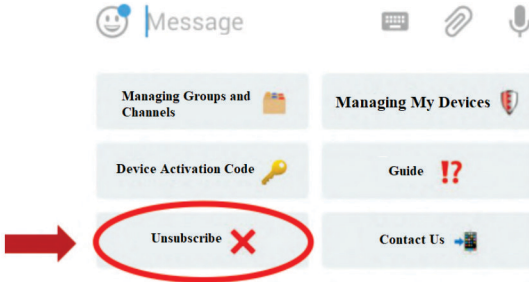 Message
Managing Groups and
Channels
Managing My Devices
Device Activation Code
Guide ⁉
Unsubscribe
Contact Us